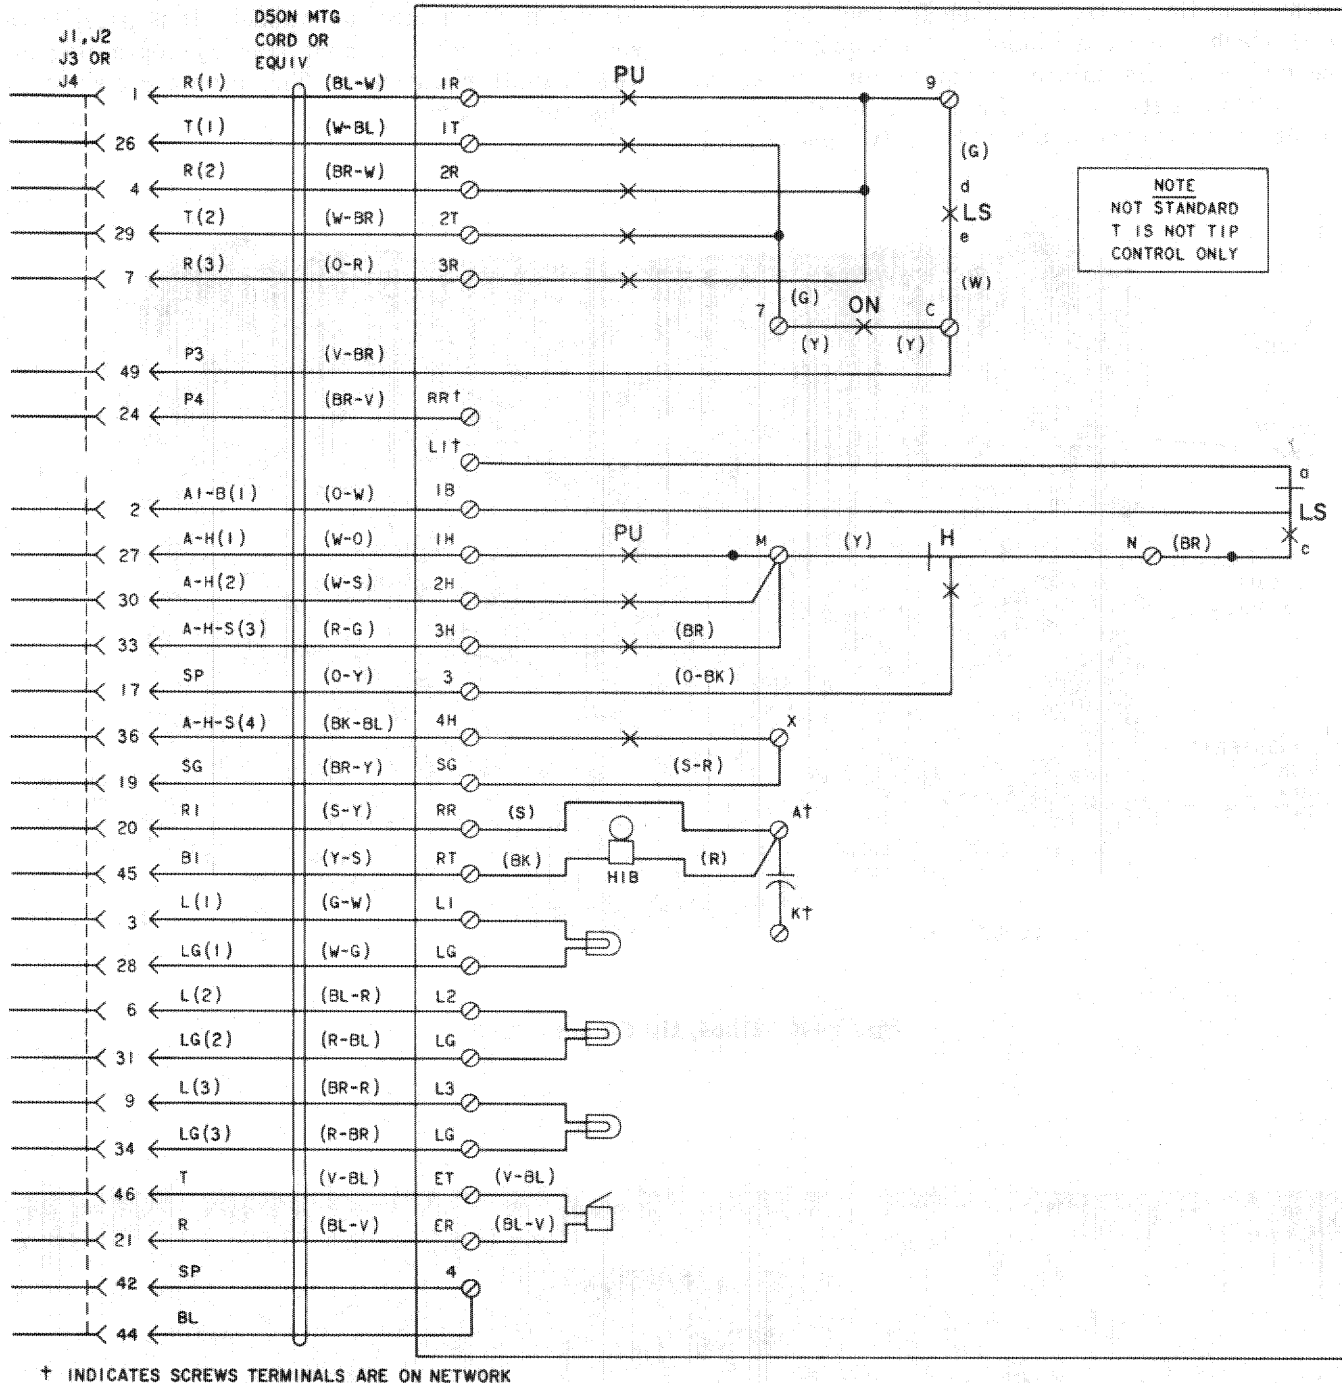 D50N MTG
CORD OR
EQUIV
J1,J2
J3 OR
J4
1 R(1) (BL-W) 1R PU 9
26 T(1) (W-BL) 1T
(G)
4 R(2) (BR-W) 2R d
LS
29 T(2) (W-BR) 2T e
NOTE
NOT STANDARD
T IS NOT TIP
CONTROL ONLY
7 R(3) (O-R) 3R (W)
7 (G) ON C
(Y) (Y)
49 P3 (V-BR)
24 P4 (BR-V) RR†
L1† a
2 A1-B(1) (O-W) 1B LS
27 A-H(1) (W-O) 1H PU M (Y) H N (BR) c
30 A-H(2) (W-S) 2H
33 A-H-S(3) (R-G) 3H (BR)
17 SP (O-Y) 3 (O-BK)
36 A-H-S(4) (BK-BL) 4H X
19 SG (BR-Y) SG (S-R)
20 R1 (S-Y) RR (S) A†
45 B1 (Y-S) RT (BK) (R)
H1B
3 L(1) (G-W) L1 K†
28 LG(1) (W-G) LG
6 L(2) (BL-R) L2
31 LG(2) (R-BL) LG
9 L(3) (BR-R) L3
34 LG(3) (R-BR) LG
46 T (V-BL) ET (V-BL)
21 R (BL-V) ER (BL-V)
42 SP 4
44 BL
† INDICATES SCREWS TERMINALS ARE ON NETWORK